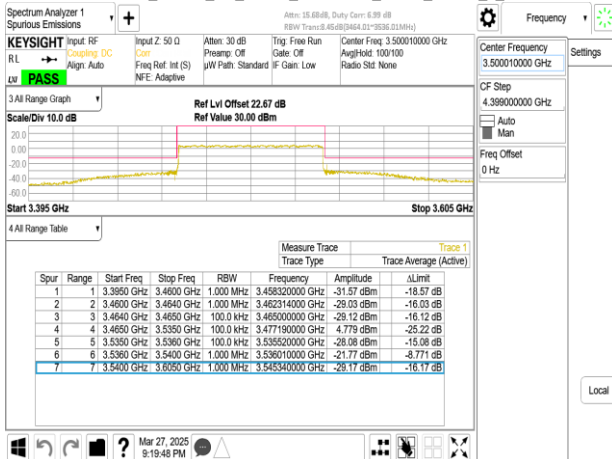 Spectrum Analyzer 1
Spurious Emissions
Attn: 15.68dB, Duty Corr: 6.99 dB
RBW Trans:8.45dB(3464.01~3536.01MHz)
Frequency
KEYSIGHT
RL
LXI
PASS
Input: RF
Coupling: DC
Align: Auto
Input Z: 50 Ω
Corr
Freq Ref: Int (S)
NFE: Adaptive
Atten: 30 dB
Preamp: Off
µW Path: Standard
Trig: Free Run
Gate: Off
IF Gain: Low
Center Freq: 3.500010000 GHz
Avg|Hold: 100/100
Radio Std: None
Center Frequency
3.500010000 GHz
Settings
CF Step
4.399000000 GHz
Auto
Man
Freq Offset
0 Hz
Local
3 All Range Graph
Scale/Div 10.0 dB
Ref Lvl Offset 22.67 dB
Ref Value 30.00 dBm
20.0
0.00
-20.0
-40.0
-60.0
Start 3.395 GHz
Stop 3.605 GHz
4 All Range Table
Measure Trace Trace 1
Trace Type Trace Average (Active)
Spur Range Start Freq Stop Freq RBW Frequency Amplitude ΔLimit
1 1 3.3950 GHz 3.4600 GHz 1.000 MHz 3.458320000 GHz -31.57 dBm -18.57 dB
2 2 3.4600 GHz 3.4640 GHz 1.000 MHz 3.462314000 GHz -29.03 dBm -16.03 dB
3 3 3.4640 GHz 3.4650 GHz 100.0 kHz 3.465000000 GHz -29.12 dBm -16.12 dB
4 4 3.4650 GHz 3.5350 GHz 100.0 kHz 3.477190000 GHz 4.779 dBm -25.22 dB
5 5 3.5350 GHz 3.5360 GHz 100.0 kHz 3.535520000 GHz -28.08 dBm -15.08 dB
6 6 3.5360 GHz 3.5400 GHz 1.000 MHz 3.536010000 GHz -21.77 dBm -8.771 dB
7 7 3.5400 GHz 3.6050 GHz 1.000 MHz 3.545340000 GHz -29.17 dBm -16.17 dB
Mar 27, 2025
9:19:48 PM